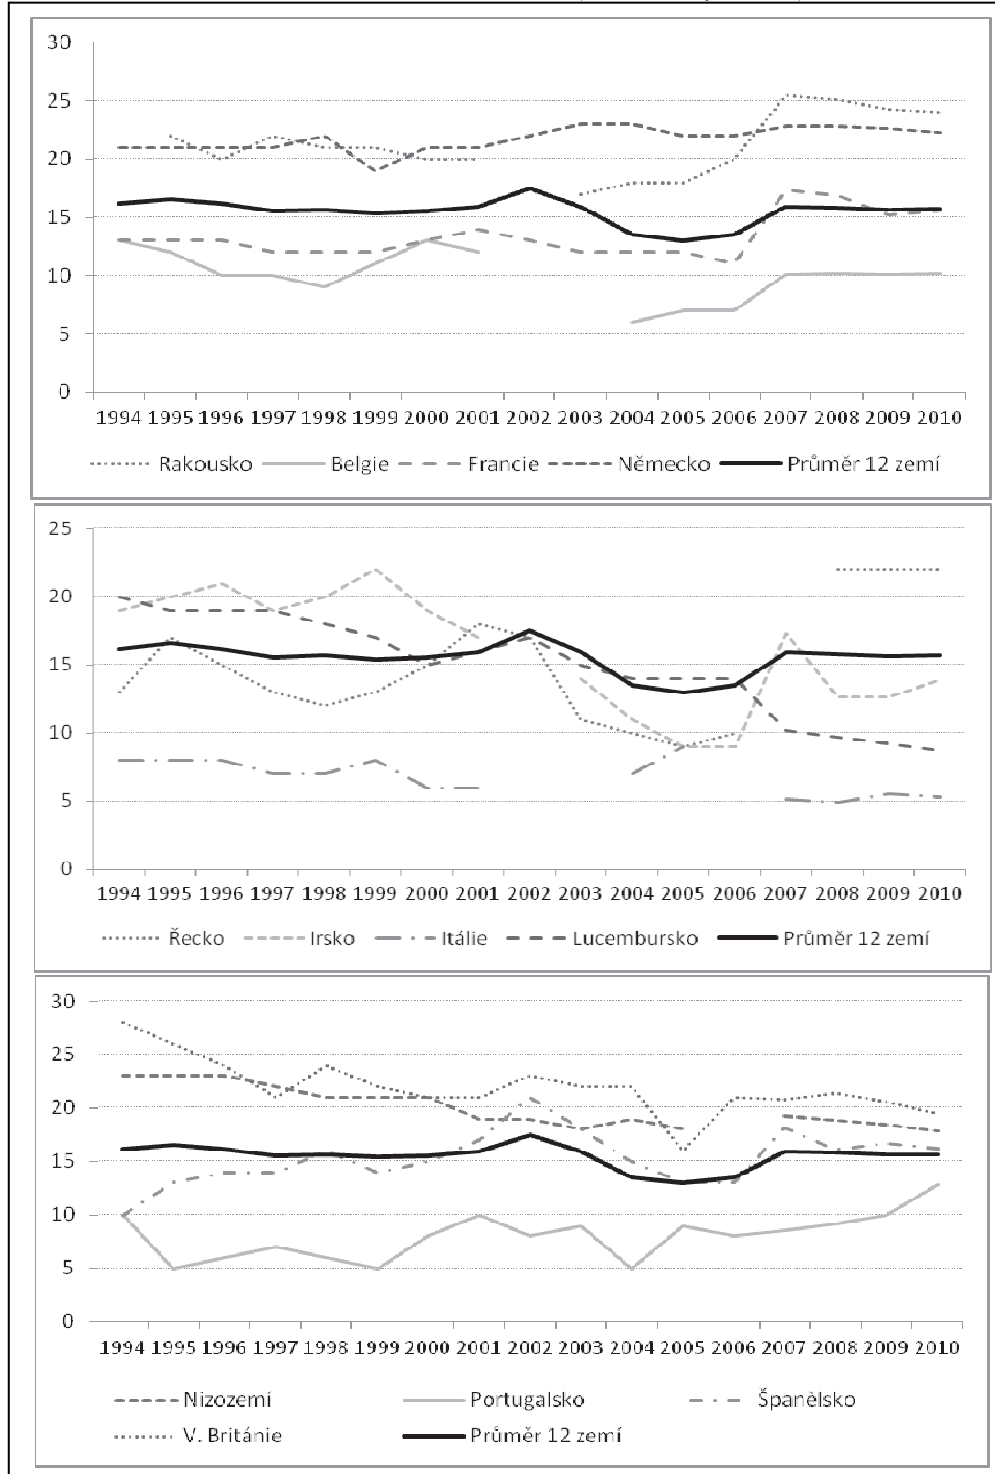 30
25
20
15
10
5
0
1994 1995 1996 1997 1998 1999 2000 2001 2002 2003 2004 2005 2006 2007 2008 2009 2010
Rakousko Belgie Francie Německo Průměr 12 zemí
25
20
15
10
5
0
1994 1995 1996 1997 1998 1999 2000 2001 2002 2003 2004 2005 2006 2007 2008 2009 2010
Řecko Irsko Itálie Lucembursko Průměr 12 zemí
30
25
20
15
10
5
0
1994 1995 1996 1997 1998 1999 2000 2001 2002 2003 2004 2005 2006 2007 2008 2009 2010
Nizozemí Portugalsko Španělsko
V. Británie Průměr 12 zemí